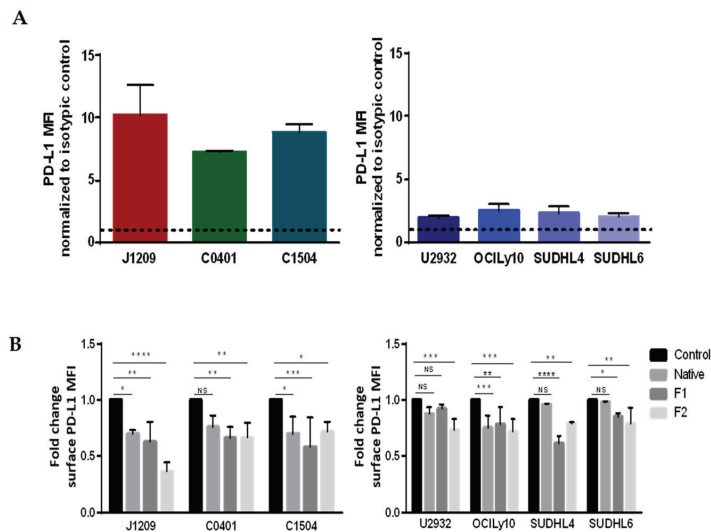 A
PD-L1 MFI
normalized to isotypic control
15
10
5
0
J1209 C0401 C1504
PD-L1 MFI
normalized to isotypic control
15
10
5
0
U2932 OCILy10 SUDHL4 SUDHL6
B
Fold change
surface PD-L1 MFI
1.5
1.0
0.5
0.0
**** ** *
** ** ***
* NS *
J1209 C0401 C1504
Fold change
surface PD-L1 MFI
1.5
1.0
0.5
0.0
*** *** ** **
NS ** **** *
NS *** NS NS
U2932 OCILy10 SUDHL4 SUDHL6
Control
Native
F1
F2